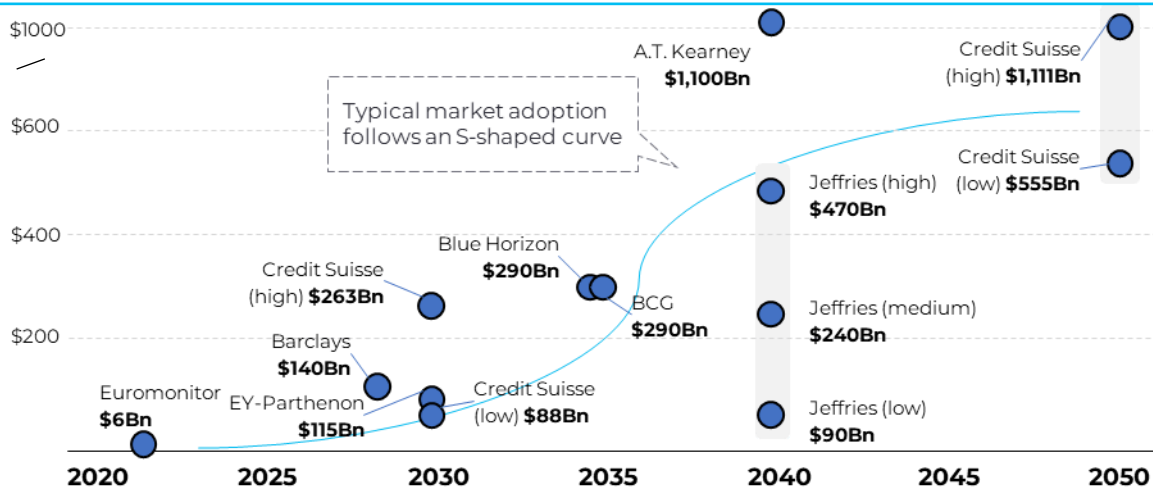 $1000
A.T. Kearney
$1,100Bn
Credit Suisse
(high) $1,111Bn
Typical market adoption
follows an S-shaped curve
$600
Credit Suisse
(low) $555Bn
Jeffries (high)
$470Bn
$400
Blue Horizon
$290Bn
Credit Suisse
(high) $263Bn
BCG
$290Bn
Jeffries (medium)
$240Bn
$200
Barclays
$140Bn
Euromonitor
$6Bn
EY-Parthenon
$115Bn
Credit Suisse
(low) $88Bn
Jeffries (low)
$90Bn
2020 2025 2030 2035 2040 2045 2050